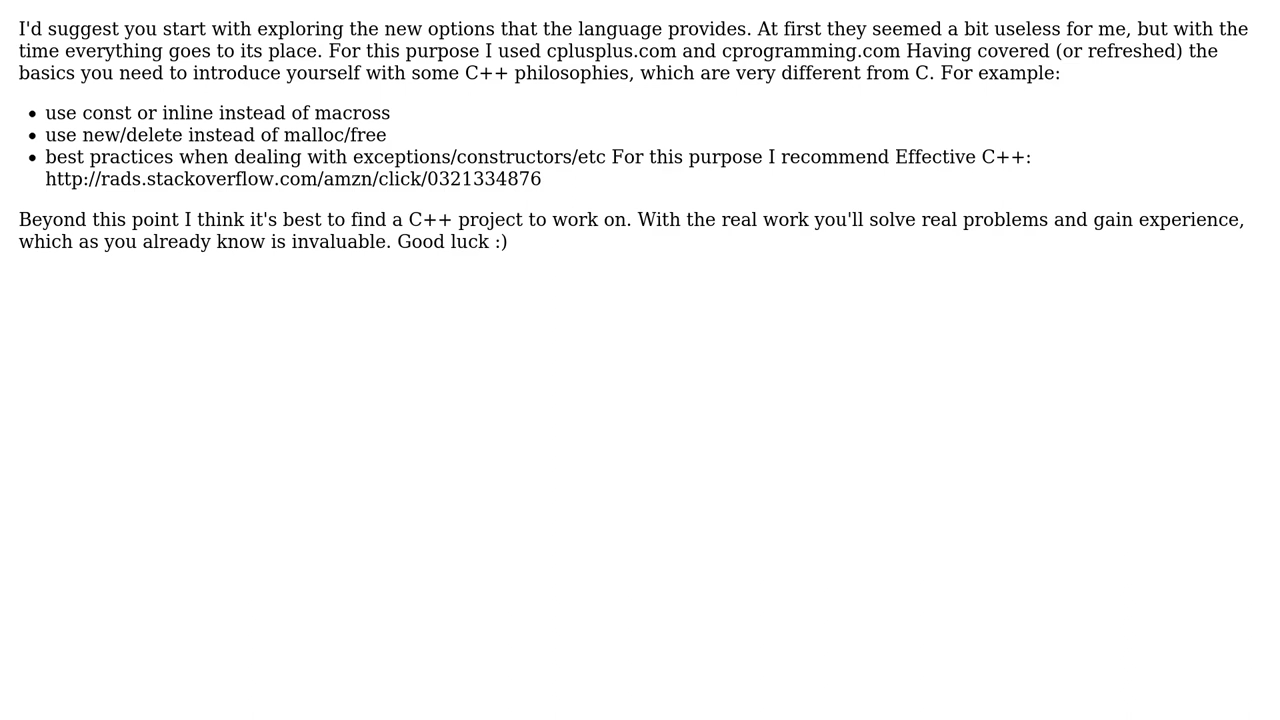 I'd suggest you start with exploring the new options that the language provides. At first they seemed a bit useless for me, but with the
time everything goes to its place. For this purpose I used cplusplus.com and cprogramming.com Having covered (or refreshed) the
basics you need to introduce yourself with some C++ philosophies, which are very different from C. For example:
• use const or inline instead of macross
• use new/delete instead of malloc/free
• best practices when dealing with exceptions/constructors/etc For this purpose I recommend Effective C++:
http://rads.stackoverflow.com/amzn/click/0321334876
Beyond this point I think it's best to find a C++ project to work on. With the real work you'll solve real problems and gain experience,
which as you already know is invaluable. Good luck :)